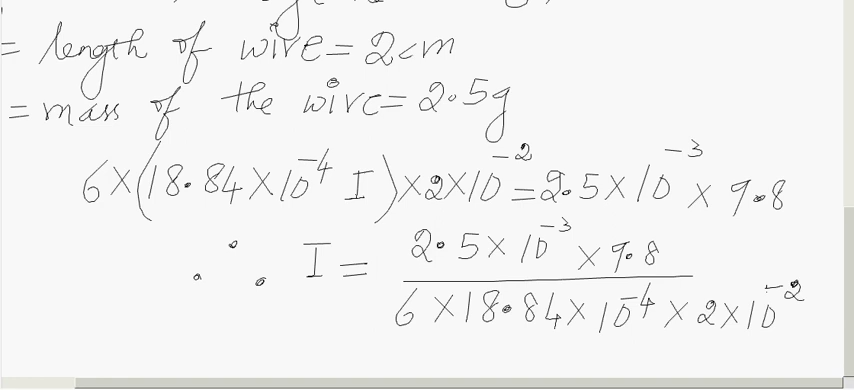 = length of wire = 2cm
= mass of the wire = 2.5g
6×(18.84×10⁻⁴ I)×2×10⁻² = 2.5×10⁻³ × 9.8
∴ I = 2.5×10⁻³ × 9.8
6×18.84×10⁻⁴ × 2×10⁻²